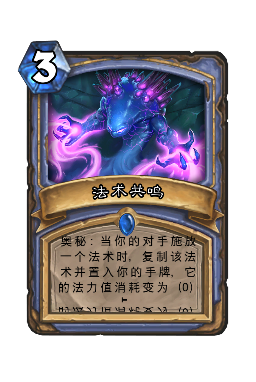 3
法术共鸣
奥秘：当你的对手施放
一个法术时，复制该法
术并置入你的手牌，它
的法力值消耗变为（0）